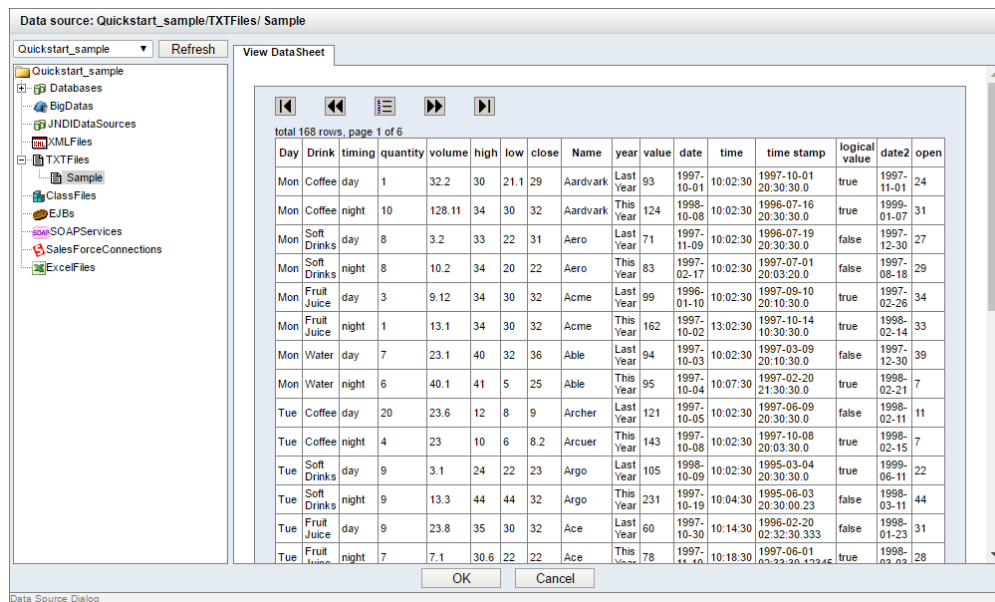 Data source: Quickstart_sample/TXTFiles/ Sample
Quickstart_sample
Refresh
View DataSheet
Quickstart_sample
Databases
BigDatas
JNDIDataSources
XMLFiles
TXTFiles
Sample
ClassFiles
EJBs
SOAPServices
SalesForceConnections
ExcelFiles
total 168 rows, page 1 of 6
Day Drink timing quantity volume high low close Name year value date time time stamp logical value date2 open
Mon Coffee day 1 32.2 30 21.1 29 Aardvark Last Year 93 1997-10-01 10:02:30 1997-10-01 20:30:30.0 true 1997-11-01 24
Mon Coffee night 10 128.11 34 30 32 Aardvark This Year 124 1998-10-08 10:02:30 1996-07-16 20:30:30.0 true 1999-01-07 31
Mon Soft Drinks day 8 3.2 33 22 31 Aero Last Year 71 1997-11-09 10:02:30 1996-07-19 20:30:30.0 false 1997-12-30 27
Mon Soft Drinks night 8 10.2 34 20 22 Aero This Year 83 1997-02-17 10:02:30 1997-07-01 20:03:20.0 false 1997-08-18 29
Mon Fruit Juice day 3 9.12 34 30 32 Acme Last Year 99 1996-01-10 10:02:30 1997-09-10 20:10:30.0 true 1997-02-26 34
Mon Fruit Juice night 1 13.1 34 30 32 Acme This Year 162 1997-10-02 13:02:30 1997-10-14 10:30:30.0 true 1998-02-14 33
Mon Water day 7 23.1 40 32 36 Able Last Year 94 1997-10-03 10:02:30 1997-03-09 20:10:30.0 false 1997-12-30 39
Mon Water night 6 40.1 41 5 25 Able This Year 95 1997-10-04 10:07:30 1997-02-20 21:30:30.0 true 1998-02-21 7
Tue Coffee day 20 23.6 12 8 9 Archer Last Year 121 1997-10-05 10:02:30 1997-06-09 20:30:30.0 false 1998-02-11 11
Tue Coffee night 4 23 10 6 8.2 Arcuer This Year 143 1997-10-08 10:02:30 1997-10-08 20:03:30.0 true 1998-02-15 7
Tue Soft Drinks day 9 3.1 24 22 23 Argo Last Year 105 1998-10-09 10:02:30 1995-03-04 20:30:30.0 true 1999-06-11 22
Tue Soft Drinks night 9 13.3 44 44 32 Argo This Year 231 1997-10-19 10:04:30 1995-06-03 20:30:00.23 false 1998-03-11 44
Tue Fruit Juice day 9 23.8 35 30 32 Ace Last Year 60 1997-10-30 10:14:30 1996-02-20 02:32:30.333 false 1998-01-23 31
Tue Fruit night 7 7.1 30.6 22 22 Ace This 78 1997- 10:18:30 1997-06-01 true 1998- 28
OK
Cancel
Data Source Dialog